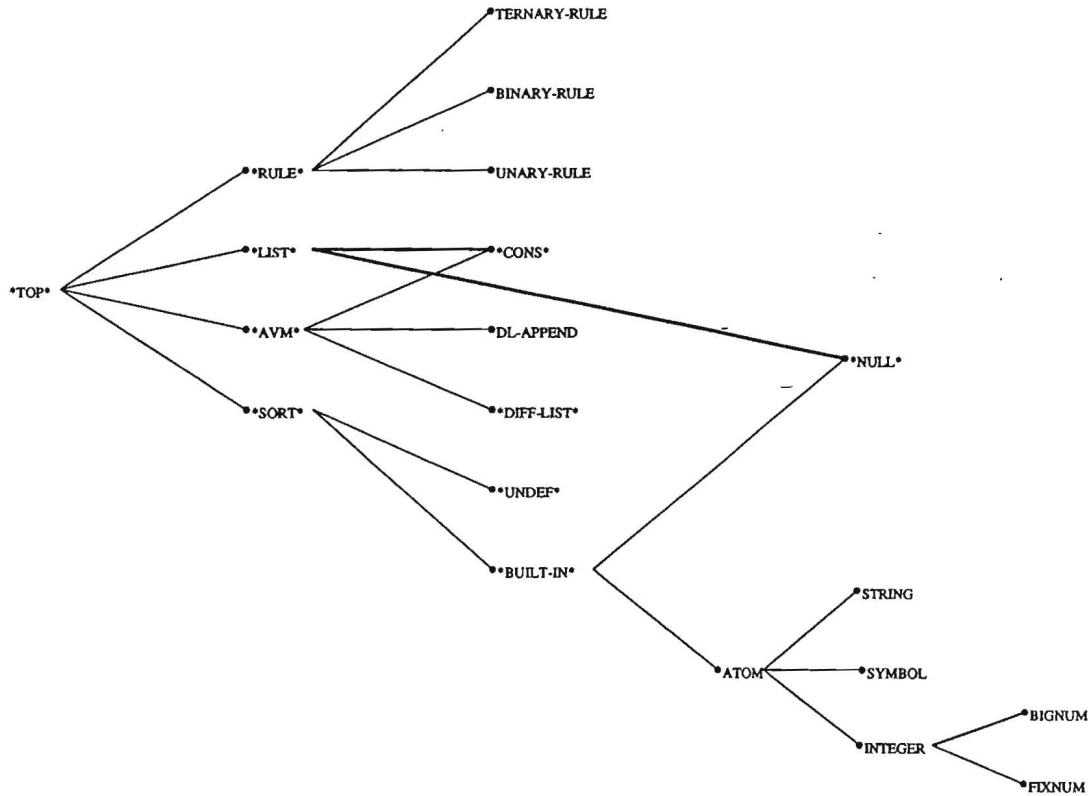 TERNARY-RULE
BINARY-RULE
*RULE*
UNARY-RULE
*LIST*
*CONS*
*TOP*
*AVM*
DL-APPEND
*NULL*
*SORT*
*DIFF-LIST*
*UNDEF*
*BUILT-IN*
STRING
ATOM
SYMBOL
BIGNUM
INTEGER
FIXNUM